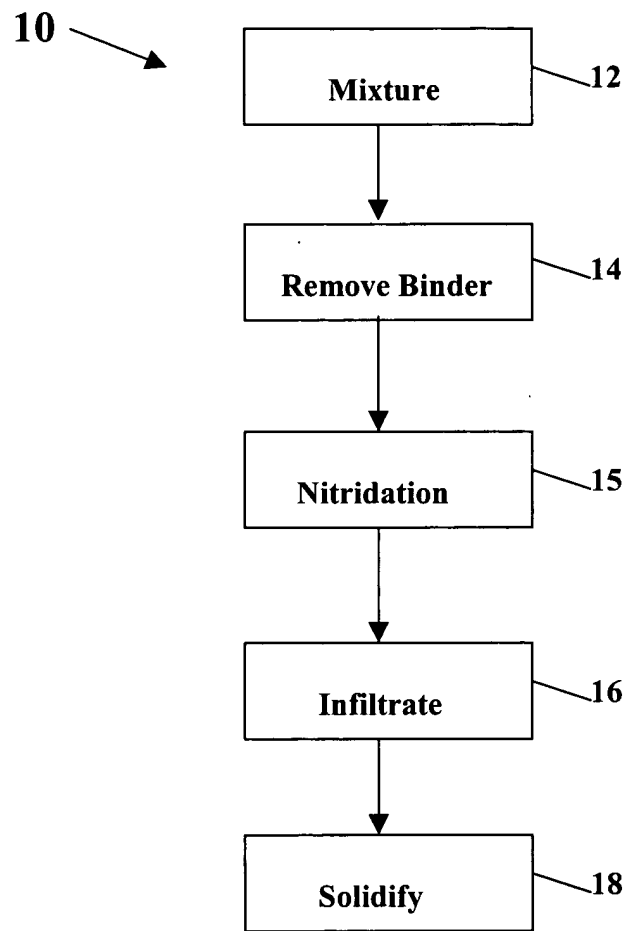 10
Mixture
12
Remove Binder
14
Nitridation
15
Infiltrate
16
Solidify
18